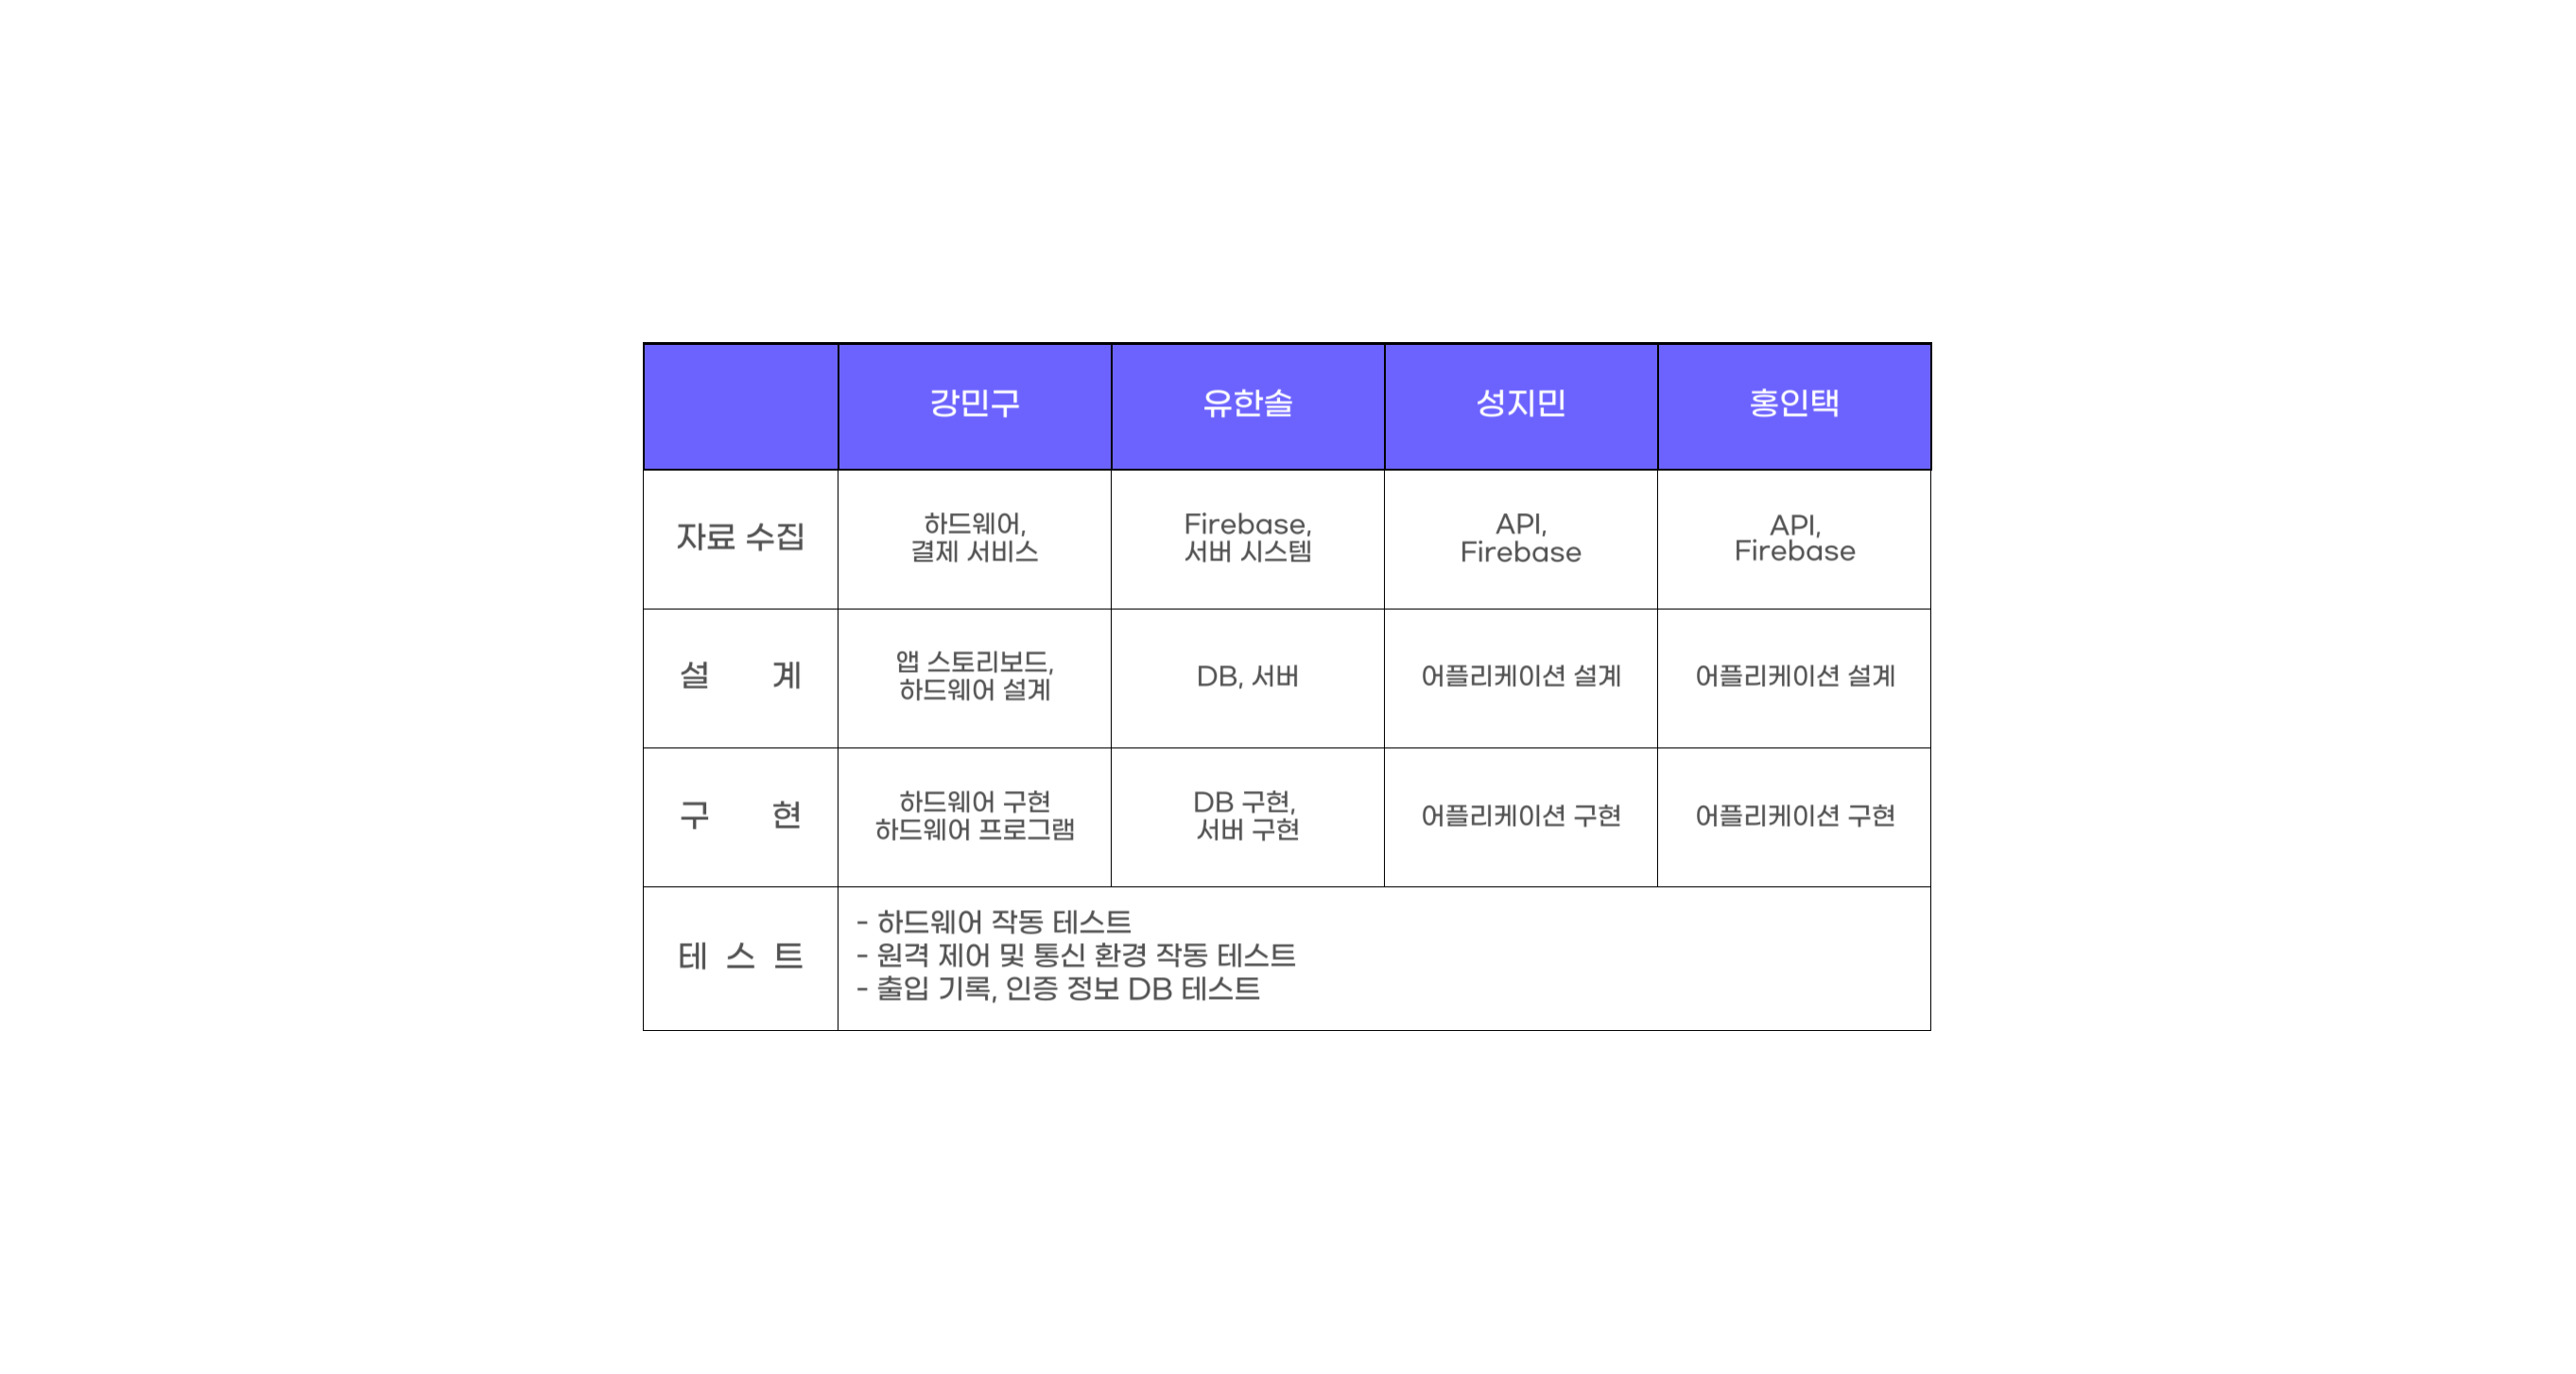 강민구 유한솔 성지민 홍인택
자료 수집
하드웨어,
결제 서비스
Firebase,
서버 시스템
API,
Firebase
API,
Firebase
설 계
앱 스토리보드,
하드웨어 설계
DB, 서버
어플리케이션 설계
어플리케이션 설계
구 현
하드웨어 구현
하드웨어 프로그램
DB 구현,
서버 구현
어플리케이션 구현
어플리케이션 구현
테 스 트
- 하드웨어 작동 테스트
- 원격 제어 및 통신 환경 작동 테스트
- 출입 기록, 인증 정보 DB 테스트